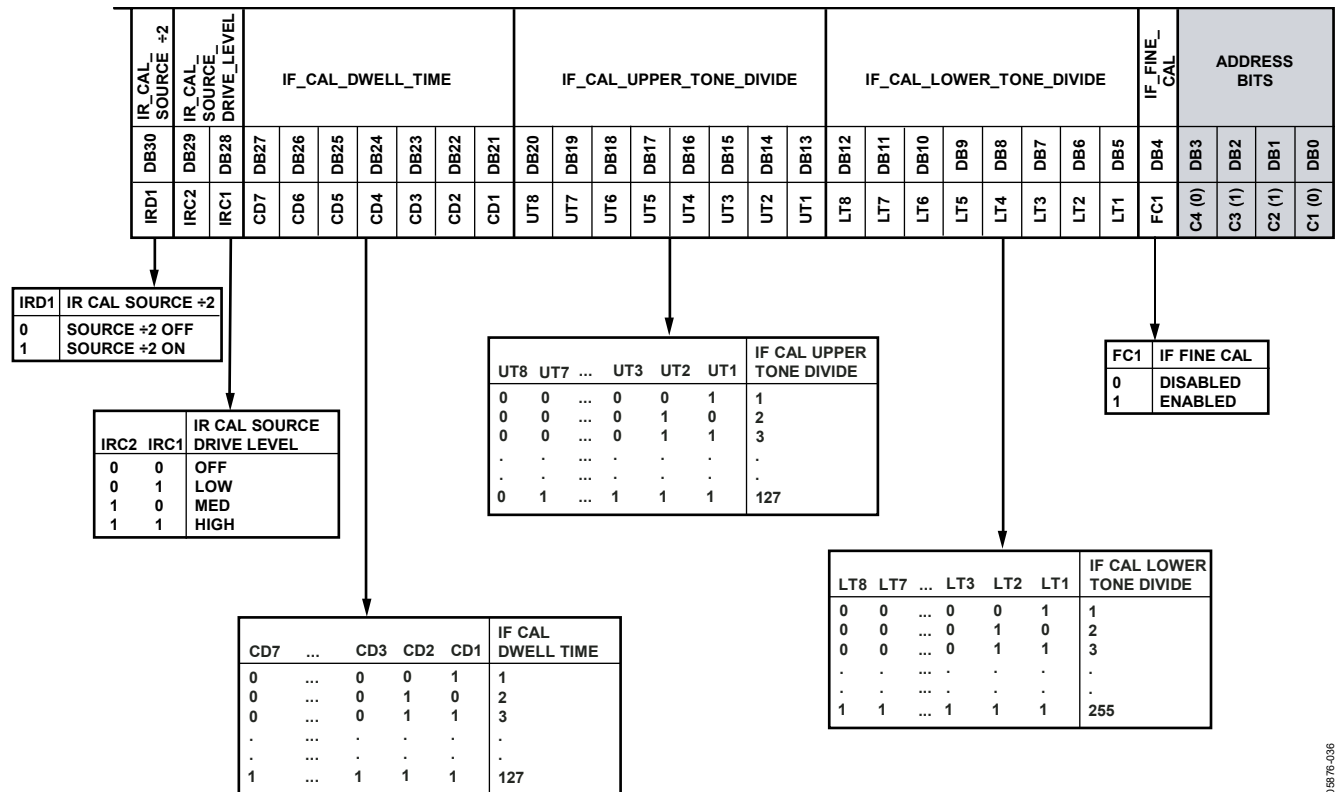 IR_CAL_
SOURCE ÷2
IR_CAL_
SOURCE_
DRIVE_LEVEL
IF_CAL_DWELL_TIME
IF_CAL_UPPER_TONE_DIVIDE
IF_CAL_LOWER_TONE_DIVIDE
IF_FINE_
CAL
ADDRESS
BITS
DB30 DB29 DB28 DB27 DB26 DB25 DB24 DB23 DB22 DB21 DB20 DB19 DB18 DB17 DB16 DB15 DB14 DB13 DB12 DB11 DB10 DB9 DB8 DB7 DB6 DB5 DB4 DB3 DB2 DB1 DB0
IRD1 IRC2 IRC1 CD7 CD6 CD5 CD4 CD3 CD2 CD1 UT8 UT7 UT6 UT5 UT4 UT3 UT2 UT1 LT8 LT7 LT6 LT5 LT4 LT3 LT2 LT1 FC1 C4 (0) C3 (1) C2 (1) C1 (0)
IRD1 IR CAL SOURCE ÷2
0 SOURCE ÷2 OFF
1 SOURCE ÷2 ON
IRC2 IRC1 IR CAL SOURCE
DRIVE LEVEL
0 0 OFF
0 1 LOW
1 0 MED
1 1 HIGH
UT8 UT7 ... UT3 UT2 UT1 IF CAL UPPER
TONE DIVIDE
0 0 ... 0 0 1 1
0 0 ... 0 1 0 2
0 0 ... 0 1 1 3
. . ... . . . .
. . ... . . . .
0 1 ... 1 1 1 127
FC1 IF FINE CAL
0 DISABLED
1 ENABLED
CD7 ... CD3 CD2 CD1 IF CAL
DWELL TIME
0 ... 0 0 1 1
0 ... 0 1 0 2
0 ... 0 1 1 3
. ... . . . .
. ... . . . .
1 ... 1 1 1 127
LT8 LT7 ... LT3 LT2 LT1 IF CAL LOWER
TONE DIVIDE
0 0 ... 0 0 1 1
0 0 ... 0 1 0 2
0 0 ... 0 1 1 3
. . ... . . . .
. . ... . . . .
1 1 ... 1 1 1 255
05876-036